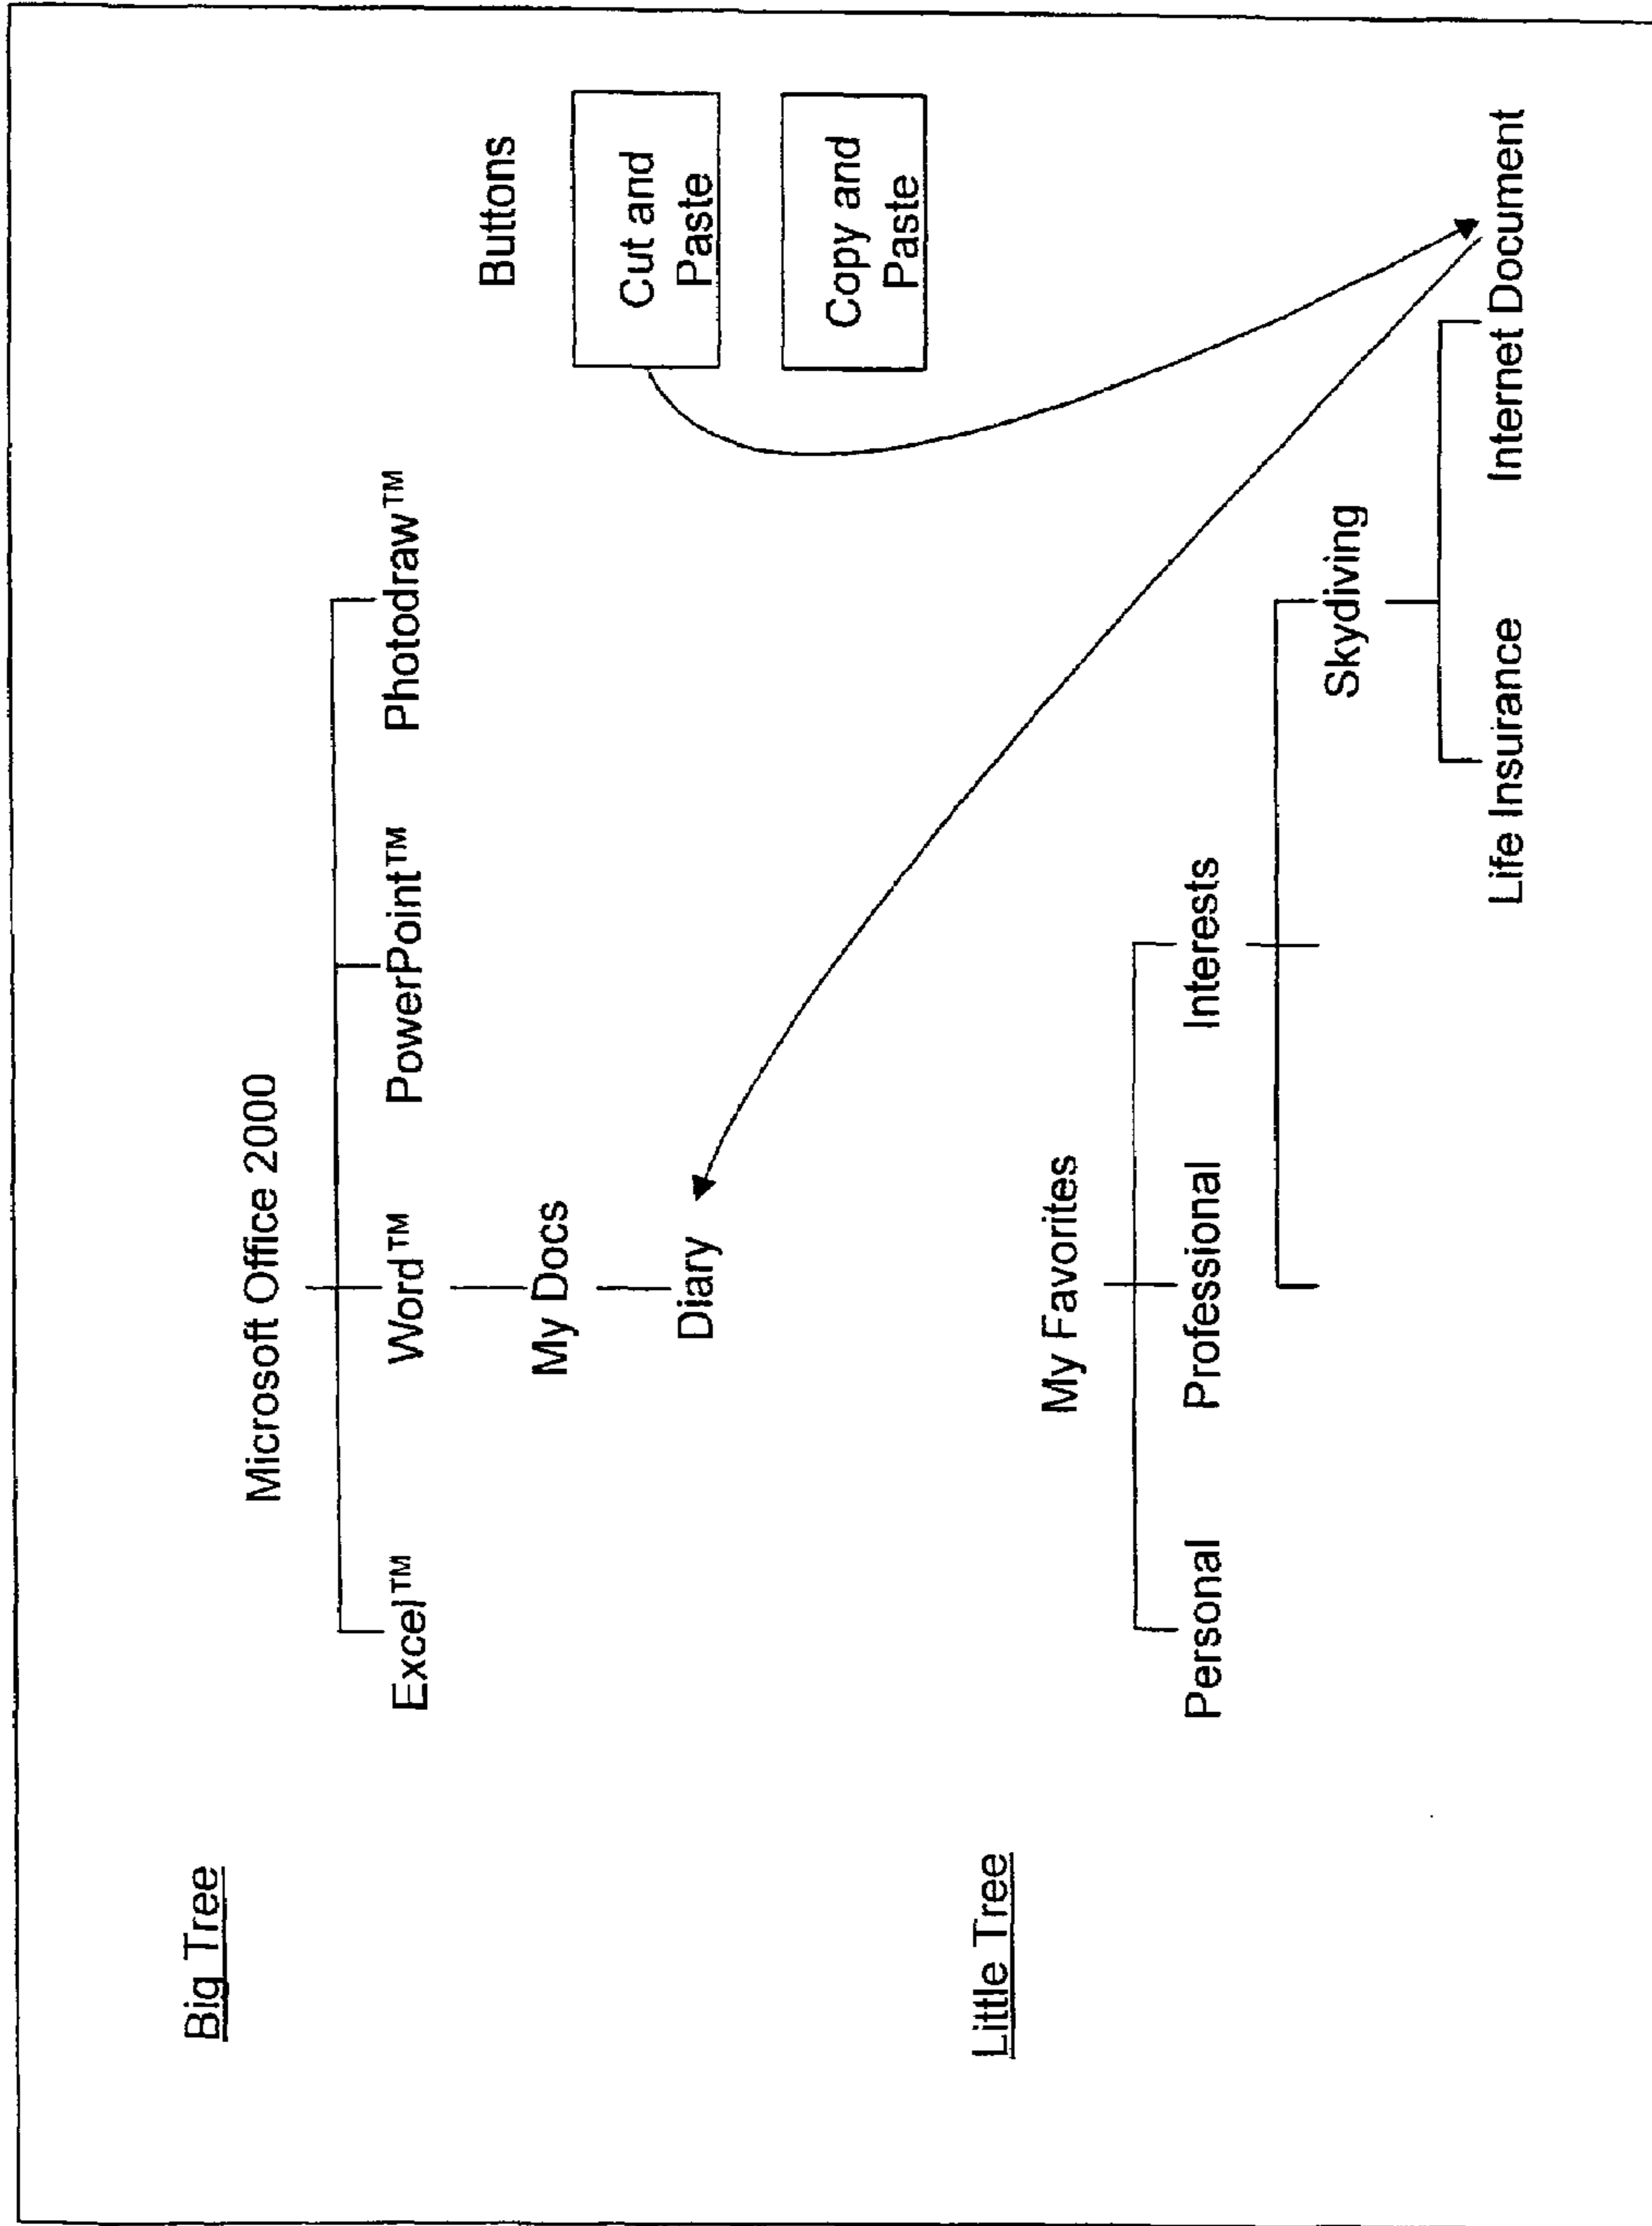 Big Tree
Microsoft Office 2000
Excel™ Word™ PowerPoint™ Photodraw™
My Docs
Diary
Buttons
Cut and
Paste
Copy and
Paste
Little Tree
My Favorites
Personal Professional Interests
Skydiving
Life Insurance Internet Document